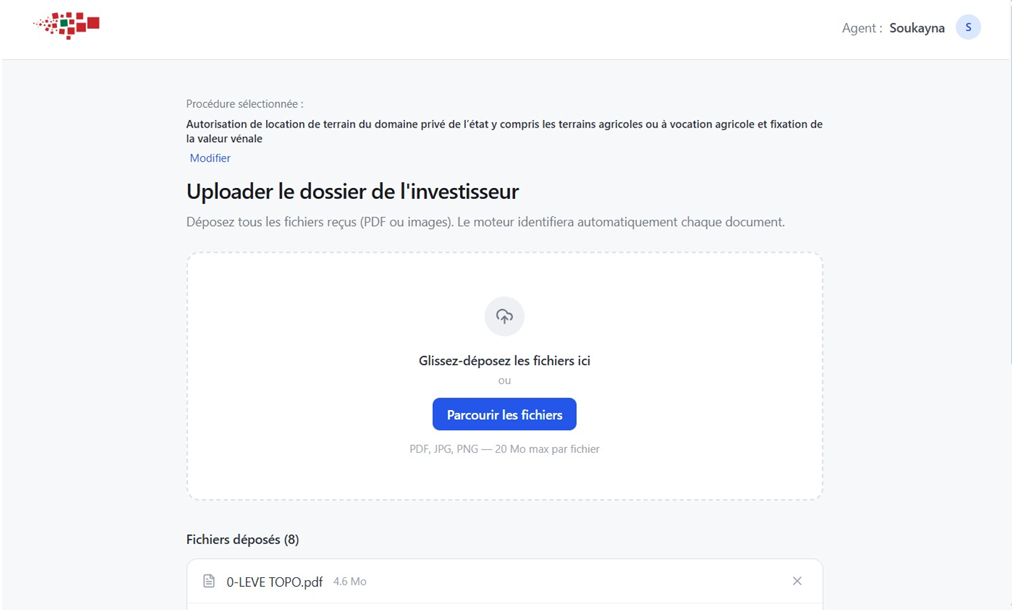 Agent : Soukayna
S
Procédure sélectionnée :
Autorisation de location de terrain du domaine privé de l'état y compris les terrains agricoles ou à vocation agricole et fixation de
la valeur vénale
Modifier
Uploader le dossier de l'investisseur
Déposez tous les fichiers reçus (PDF ou images). Le moteur identifiera automatiquement chaque document.
Glissez-déposez les fichiers ici
ou
Parcourir les fichiers
PDF, JPG, PNG — 20 Mo max par fichier
Fichiers déposés (8)
0-LEVE TOPO.pdf 4.6 Mo